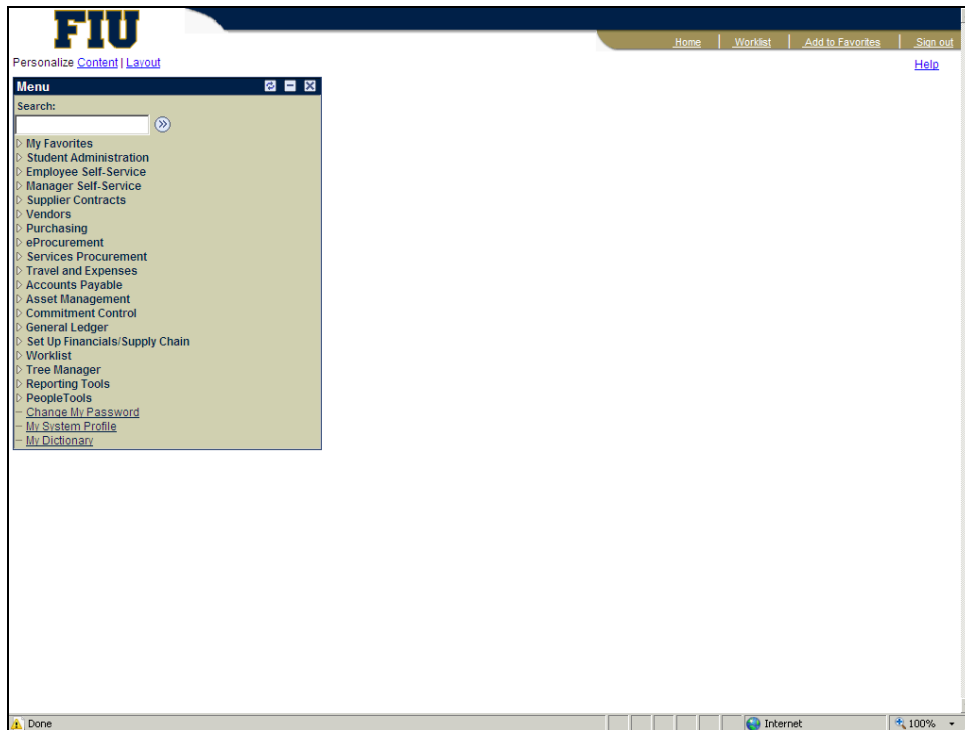 FIU
Home | Worklist | Add to Favorites | Sign out
Personalize Content | Layout
Help
Menu
Search:
My Favorites
Student Administration
Employee Self-Service
Manager Self-Service
Supplier Contracts
Vendors
Purchasing
eProcurement
Services Procurement
Travel and Expenses
Accounts Payable
Asset Management
Commitment Control
General Ledger
Set Up Financials/Supply Chain
Worklist
Tree Manager
Reporting Tools
PeopleTools
Change My Password
My System Profile
My Dictionary
Done
Internet
100%